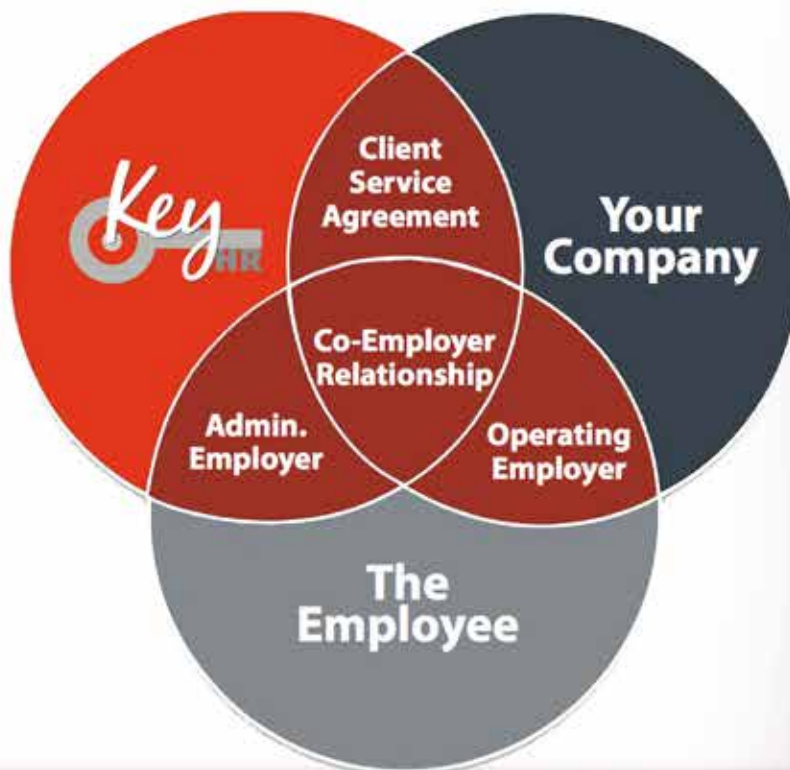 Key
HR
Client
Service
Agreement
Your
Company
Co-Employer
Relationship
Admin.
Employer
Operating
Employer
The
Employee